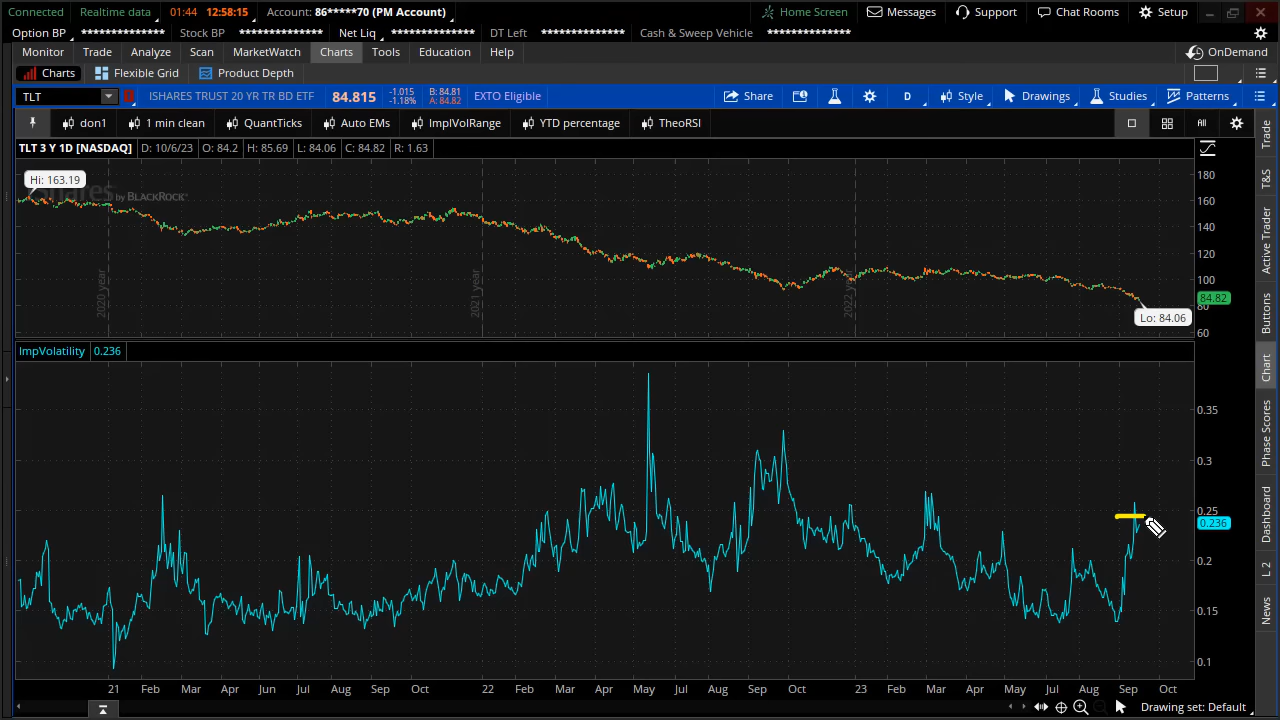 Connected Realtime data 01:44 12:58:15 Account: 86*****70 (PM Account) Home Screen Messages Support Chat Rooms Setup
Option BP ************** Stock BP ************** Net Liq ************** DT Left ************** Cash & Sweep Vehicle **************
Monitor Trade Analyze Scan MarketWatch Charts Tools Education Help OnDemand
Charts Flexible Grid Product Depth
TLT ISHARES TRUST 20 YR TR BD ETF 84.815 -1.015 -1.18% B: 84.81 A: 84.82 EXTO Eligible Share D Style Drawings Studies Patterns
don1 1 min clean QuantTicks Auto EMs ImplVolRange YTD percentage TheoRSI All
TLT 3 Y 1D [NASDAQ] D: 10/6/23 O: 84.2 H: 85.69 L: 84.06 C: 84.82 R: 1.63
Hi: 163.19
iShares by BLACKROCK®
180
160
140
120
100
84.82
80
60
2020 year 2021 year 2022 year
Lo: 84.06
ImpVolatility 0.236
0.35
0.3
0.25
0.236
0.2
0.15
0.1
21 Feb Mar Apr Jun Jul Aug Sep Oct 22 Feb Mar Apr May Jul Aug Sep Oct 23 Feb Mar Apr May Jul Aug Sep Oct
Drawing set: Default
Trade
T&S
Active Trader
Buttons
Chart
Phase Scores
Dashboard
L 2
News